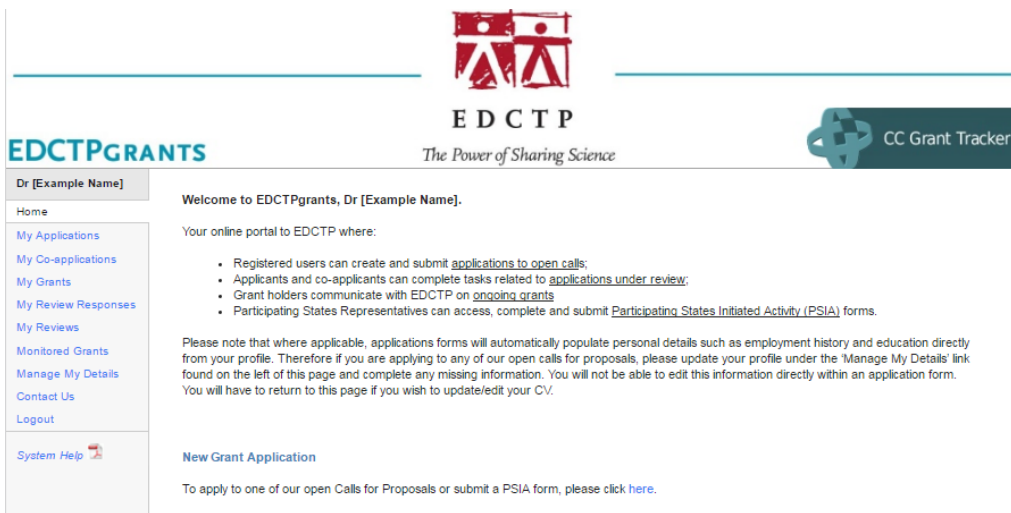 EDCTP
The Power of Sharing Science
EDCTPGRANTS
CC Grant Tracker
Dr [Example Name]
Home
My Applications
My Co-applications
My Grants
My Review Responses
My Reviews
Monitored Grants
Manage My Details
Contact Us
Logout
System Help
Welcome to EDCTPgrants, Dr [Example Name].
Your online portal to EDCTP where:
• Registered users can create and submit applications to open calls;
• Applicants and co-applicants can complete tasks related to applications under review;
• Grant holders communicate with EDCTP on ongoing grants
• Participating States Representatives can access, complete and submit Participating States Initiated Activity (PSIA) forms.
Please note that where applicable, applications forms will automatically populate personal details such as employment history and education directly
from your profile. Therefore if you are applying to any of our open calls for proposals, please update your profile under the ‘Manage My Details’ link
found on the left of this page and complete any missing information. You will not be able to edit this information directly within an application form.
You will have to return to this page if you wish to update/edit your CV.
New Grant Application
To apply to one of our open Calls for Proposals or submit a PSIA form, please click here.